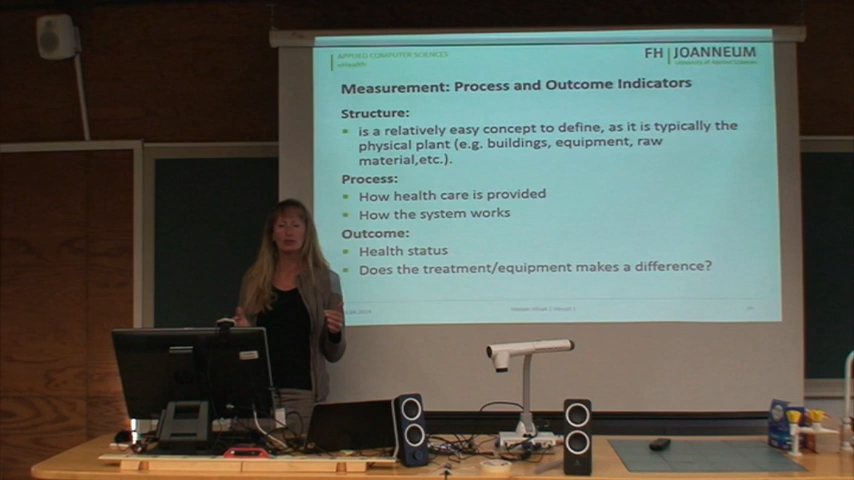 APPLIED COMPUTER SCIENCES
eHealth
FH JOANNEUM
University of Applied Sciences
Measurement: Process and Outcome Indicators
Structure:
is a relatively easy concept to define, as it is typically the
physical plant (e.g. buildings, equipment, raw
material,etc.).
Process:
How health care is provided
How the system works
Outcome:
Health status
Does the treatment/equipment makes a difference?